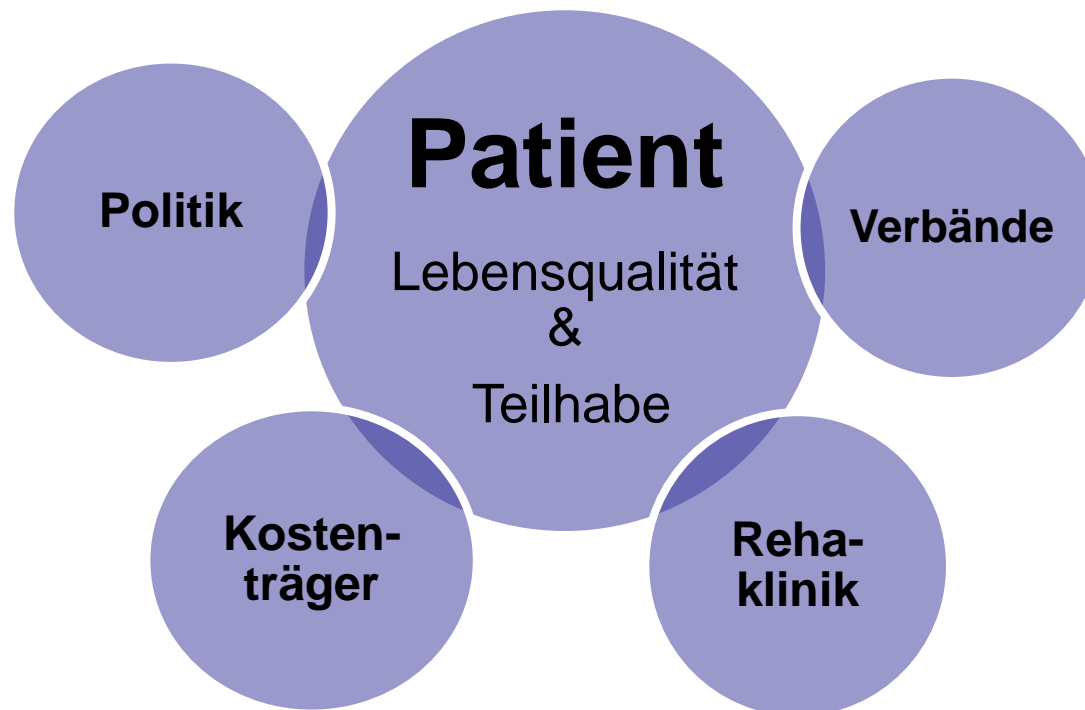 Patient
Lebensqualität
&
Teilhabe
Politik
Verbände
Kosten-
träger
Reha-
klinik